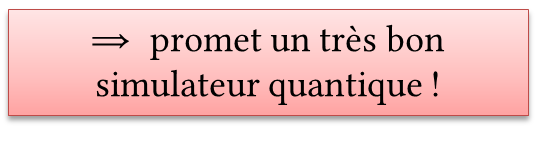 ⟹ promet un très bon
simulateur quantique !